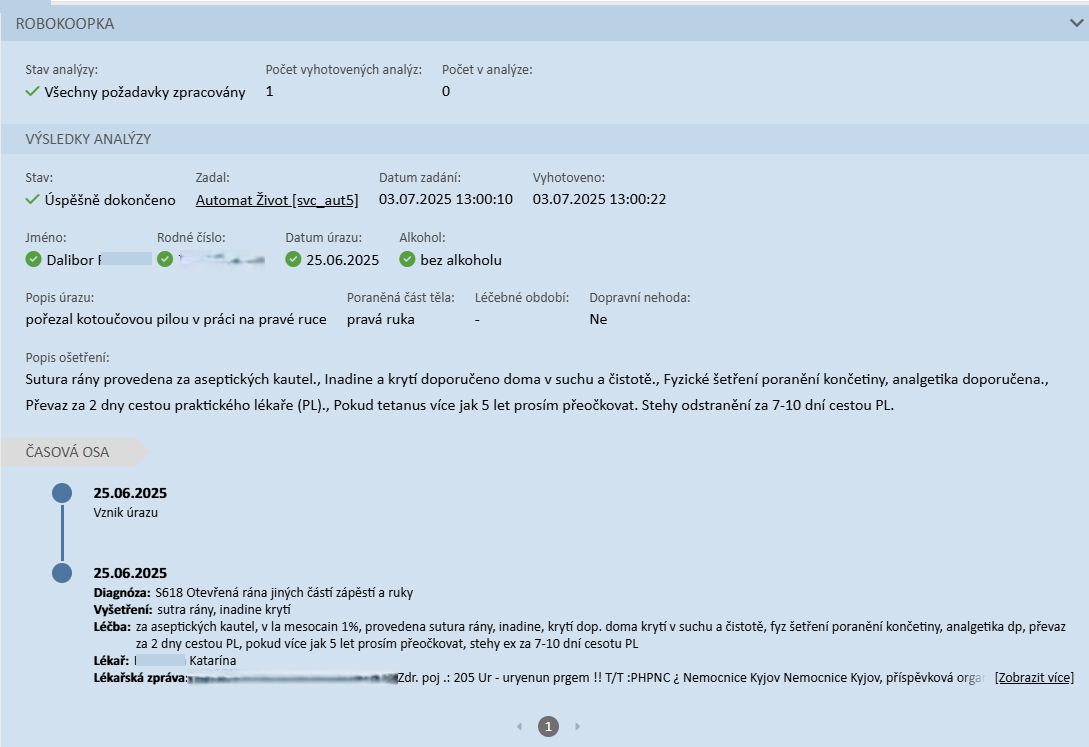 ROBOKOOPKA
Stav analýzy: Počet vyhotovených analýz: Počet v analýze:
Všechny požadavky zpracovány 1 0
VÝSLEDKY ANALÝZY
Stav: Zadal: Datum zadání: Vyhotoveno:
Úspěšně dokončeno Automat Život [svc_aut5] 03.07.2025 13:00:10 03.07.2025 13:00:22
Jméno: Rodné číslo: Datum úrazu: Alkohol:
Dalibor 25.06.2025 bez alkoholu
Popis úrazu: Poraněná část těla: Léčebné období: Dopravní nehoda:
pořezal kotoučovou pilou v práci na pravé ruce pravá ruka - Ne
Popis ošetření:
Sutura rány provedena za aseptických kautel., Inadine a krytí doporučeno doma v suchu a čistotě., Fyzické šetření poranění končetiny, analgetika doporučena.,
Převaz za 2 dny cestou praktického lékaře (PL)., Pokud tetanus více jak 5 let prosím přeočkovat. Stehy odstranění za 7-10 dní cestou PL.
ČASOVÁ OSA
25.06.2025
Vznik úrazu
25.06.2025
Diagnóza: S618 Otevřená rána jiných částí zápěstí a ruky
Vyšetření: sutra rány, inadine krytí
Léčba: za aseptických kautel, v la mesocain 1%, provedena sutura rány, inadine, krytí dop. doma krytí v suchu a čistotě, fyz šetření poranění končetiny, analgetika dp, převaz
za 2 dny cestou PL, pokud více jak 5 let prosím přeočkovat, stehy ex za 7-10 dní cesotu PL
Lékař: Katarína
Lékařská zpráva: Zdr. poj .: 205 Ur - uryenun prgem !! T/T :PHPNC ¿ Nemocnice Kyjov Nemocnice Kyjov, příspěvková orgar [Zobrazit více]
1